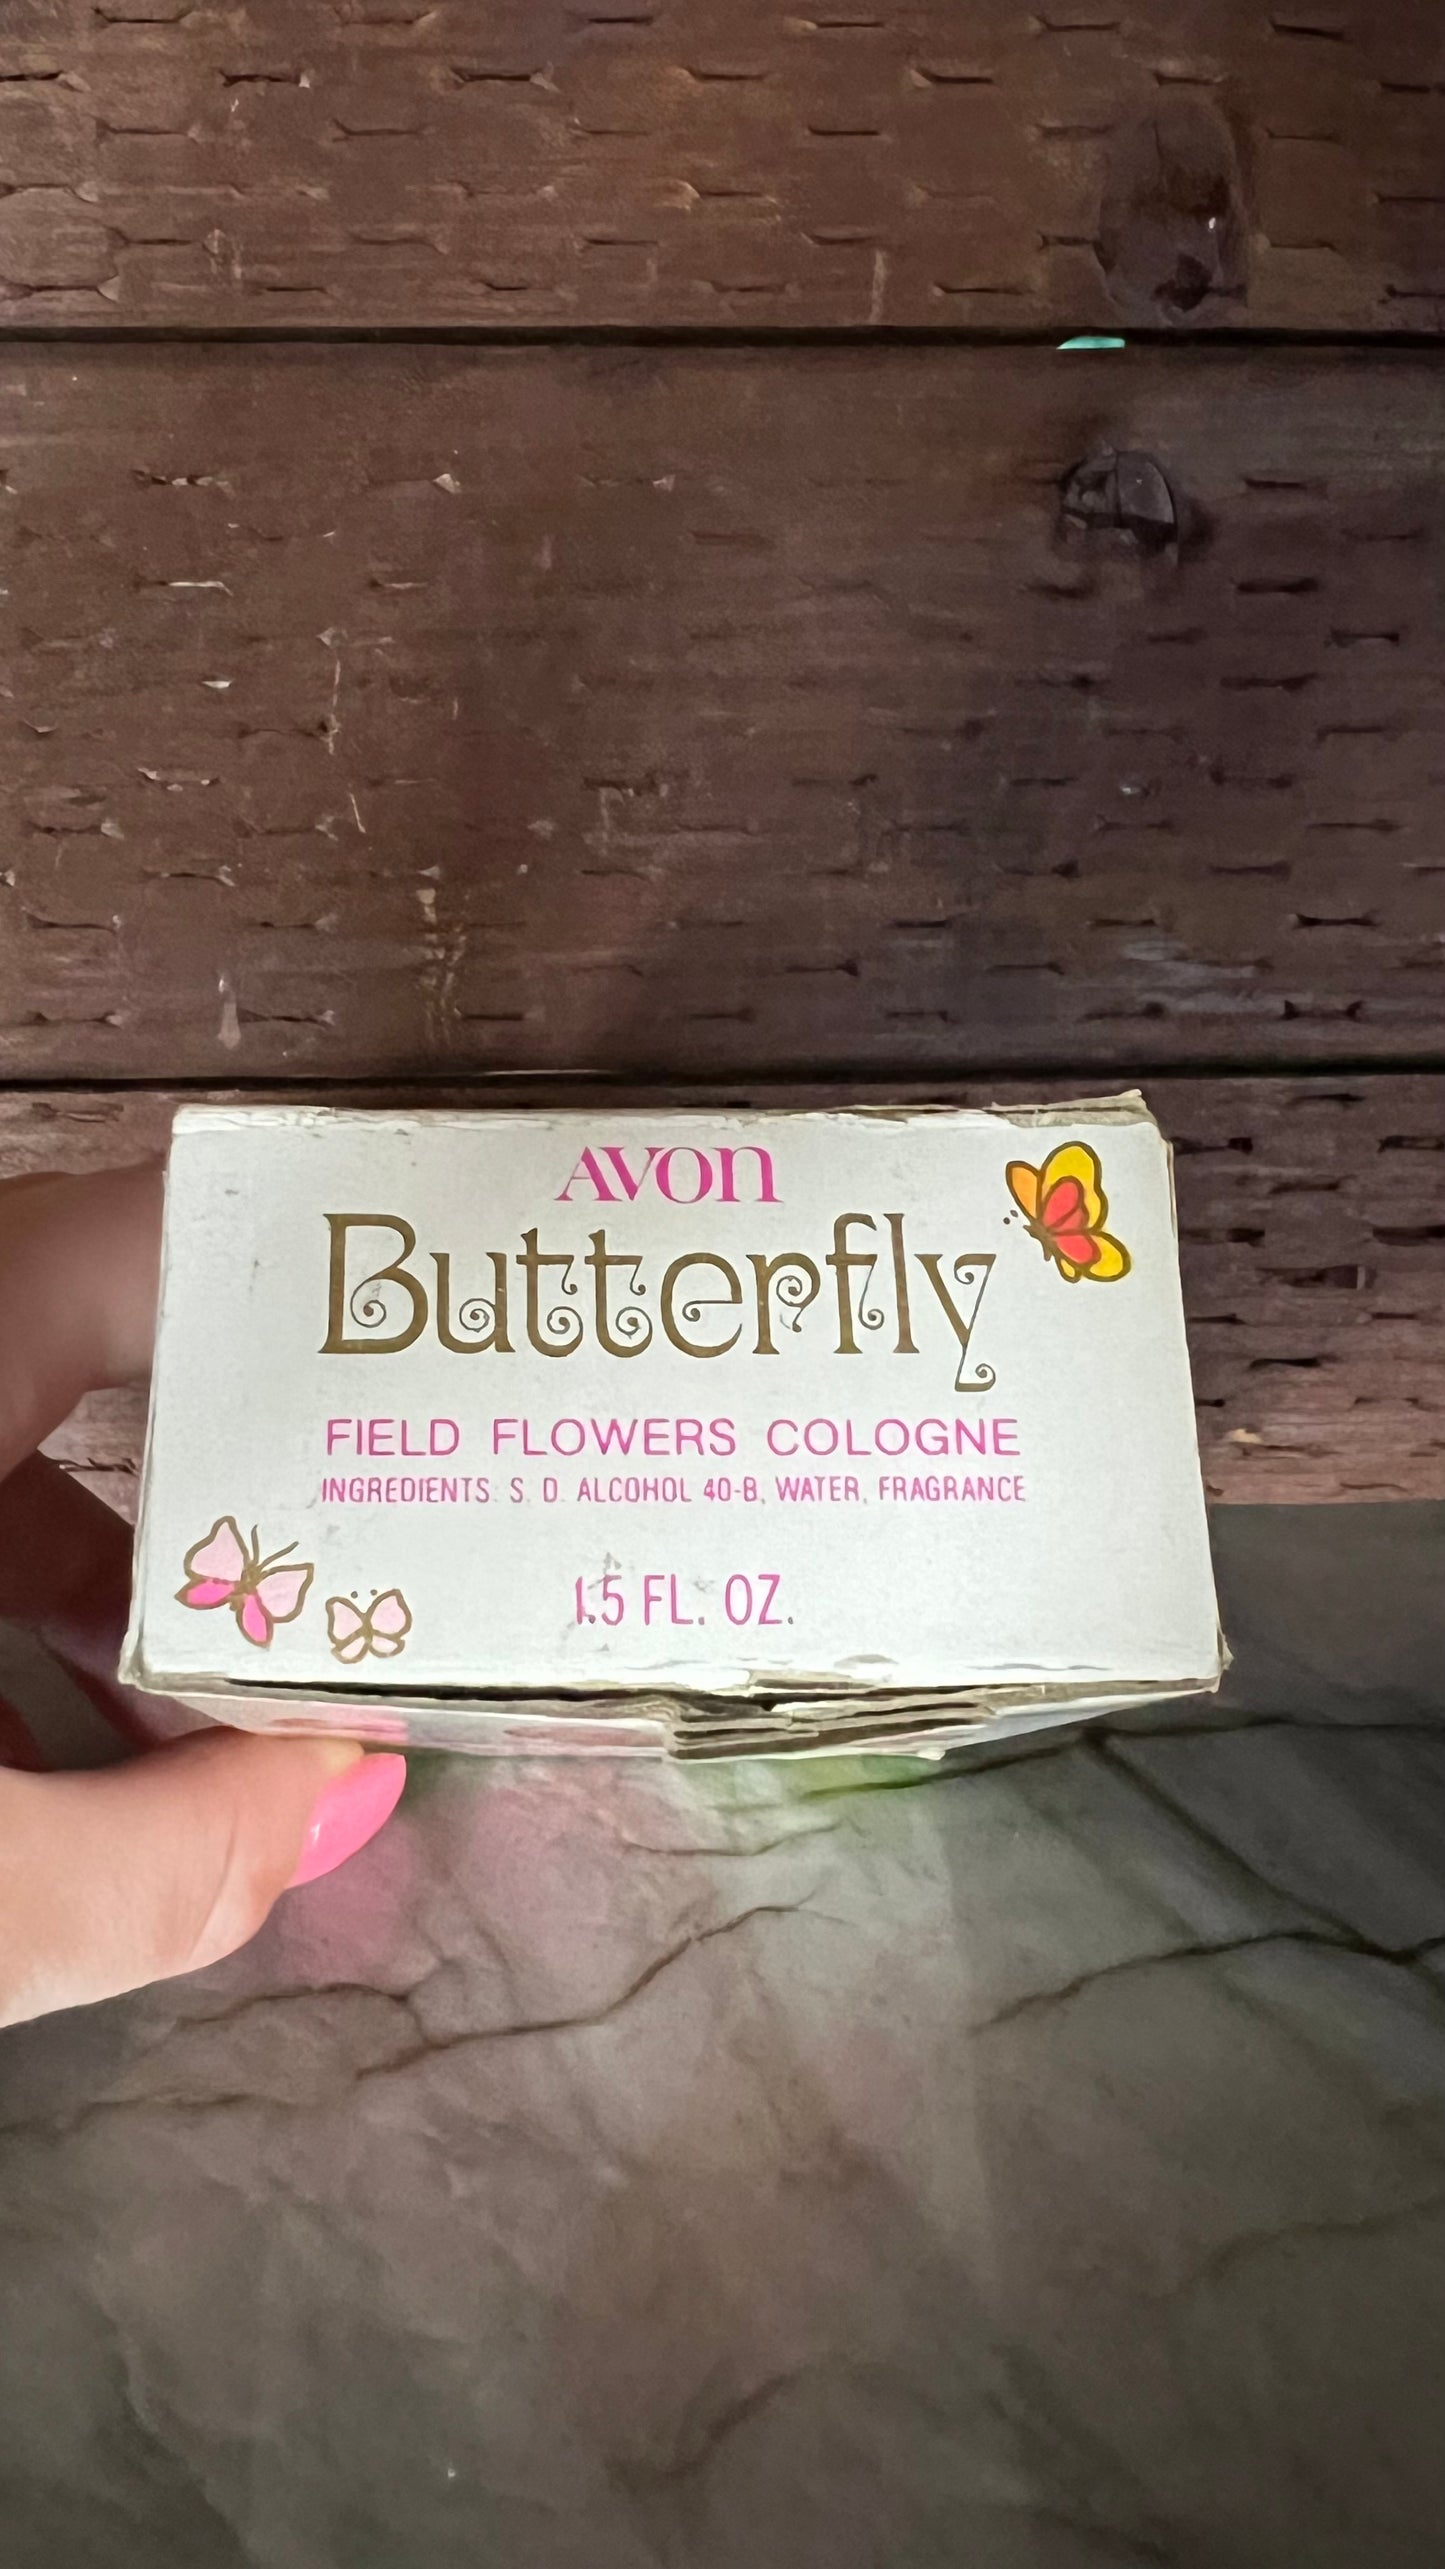 AVON
Butterfly
FIELD FLOWERS COLOGNE
INGREDIENTS: S. D. ALCOHOL 40-B, WATER, FRAGRANCE
1.5 FL. OZ.